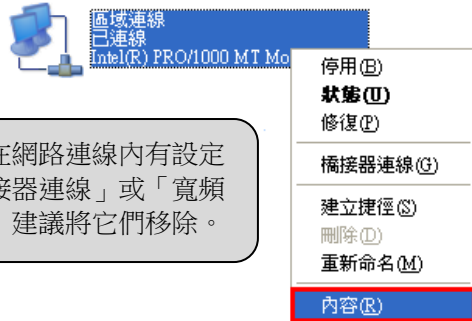 區域連線
已連線
Intel(R) PRO/1000 MT Mo
停用(B)
狀態(U)
修復(P)
橋接器連線(G)
建立捷徑(S)
刪除(D)
重新命名(M)
內容(R)
在網路連線內有設定
接器連線」或「寬頻
建議將它們移除。